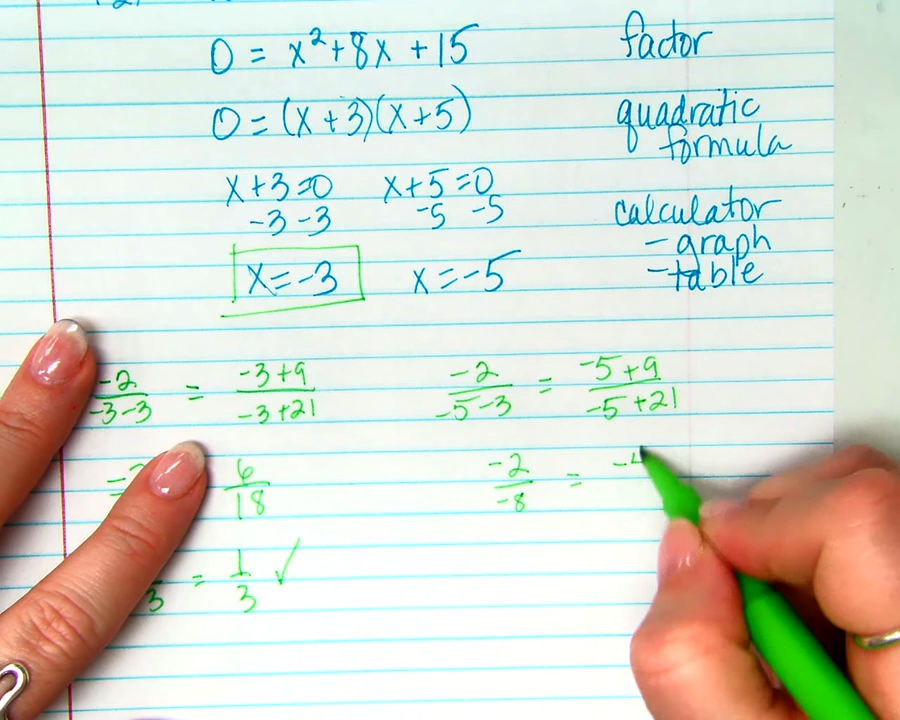 0 = x²+8x+15 factor
0 = (x+3)(x+5) quadratic formula
x+3=0 x+5=0
-3 -3 -5 -5 calculator
- graph
x=-3 x=-5 - table
-2/-3-3 = -3+9/-3+21 -2/-5-3 = -5+9/-5+21
6/18 -2/-8 = -4
3 = 1/3 ✓